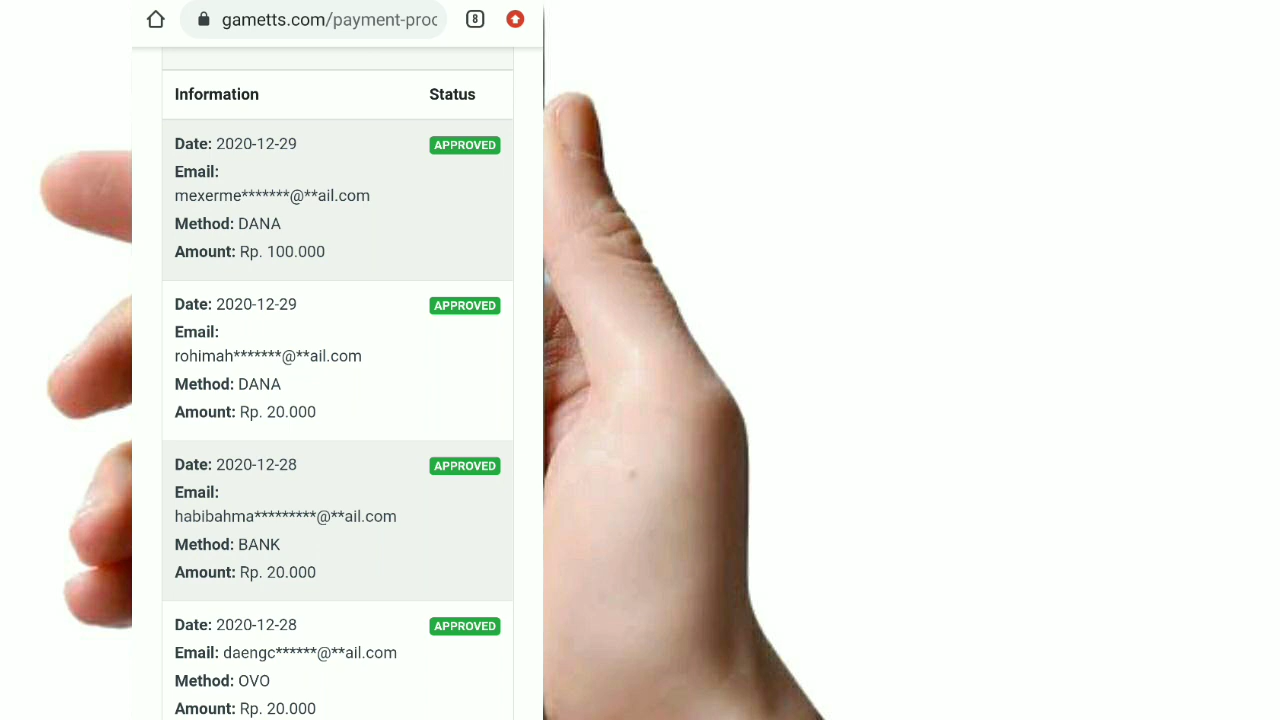 gametts.com/payment-proc
8
Information Status
Date: 2020-12-29 APPROVED
Email:
mexerme*******@**ail.com
Method: DANA
Amount: Rp. 100.000
Date: 2020-12-29 APPROVED
Email:
rohimah*******@**ail.com
Method: DANA
Amount: Rp. 20.000
Date: 2020-12-28 APPROVED
Email:
habibahma*********@**ail.com
Method: BANK
Amount: Rp. 20.000
Date: 2020-12-28 APPROVED
Email: daengc******@**ail.com
Method: OVO
Amount: Rp. 20.000